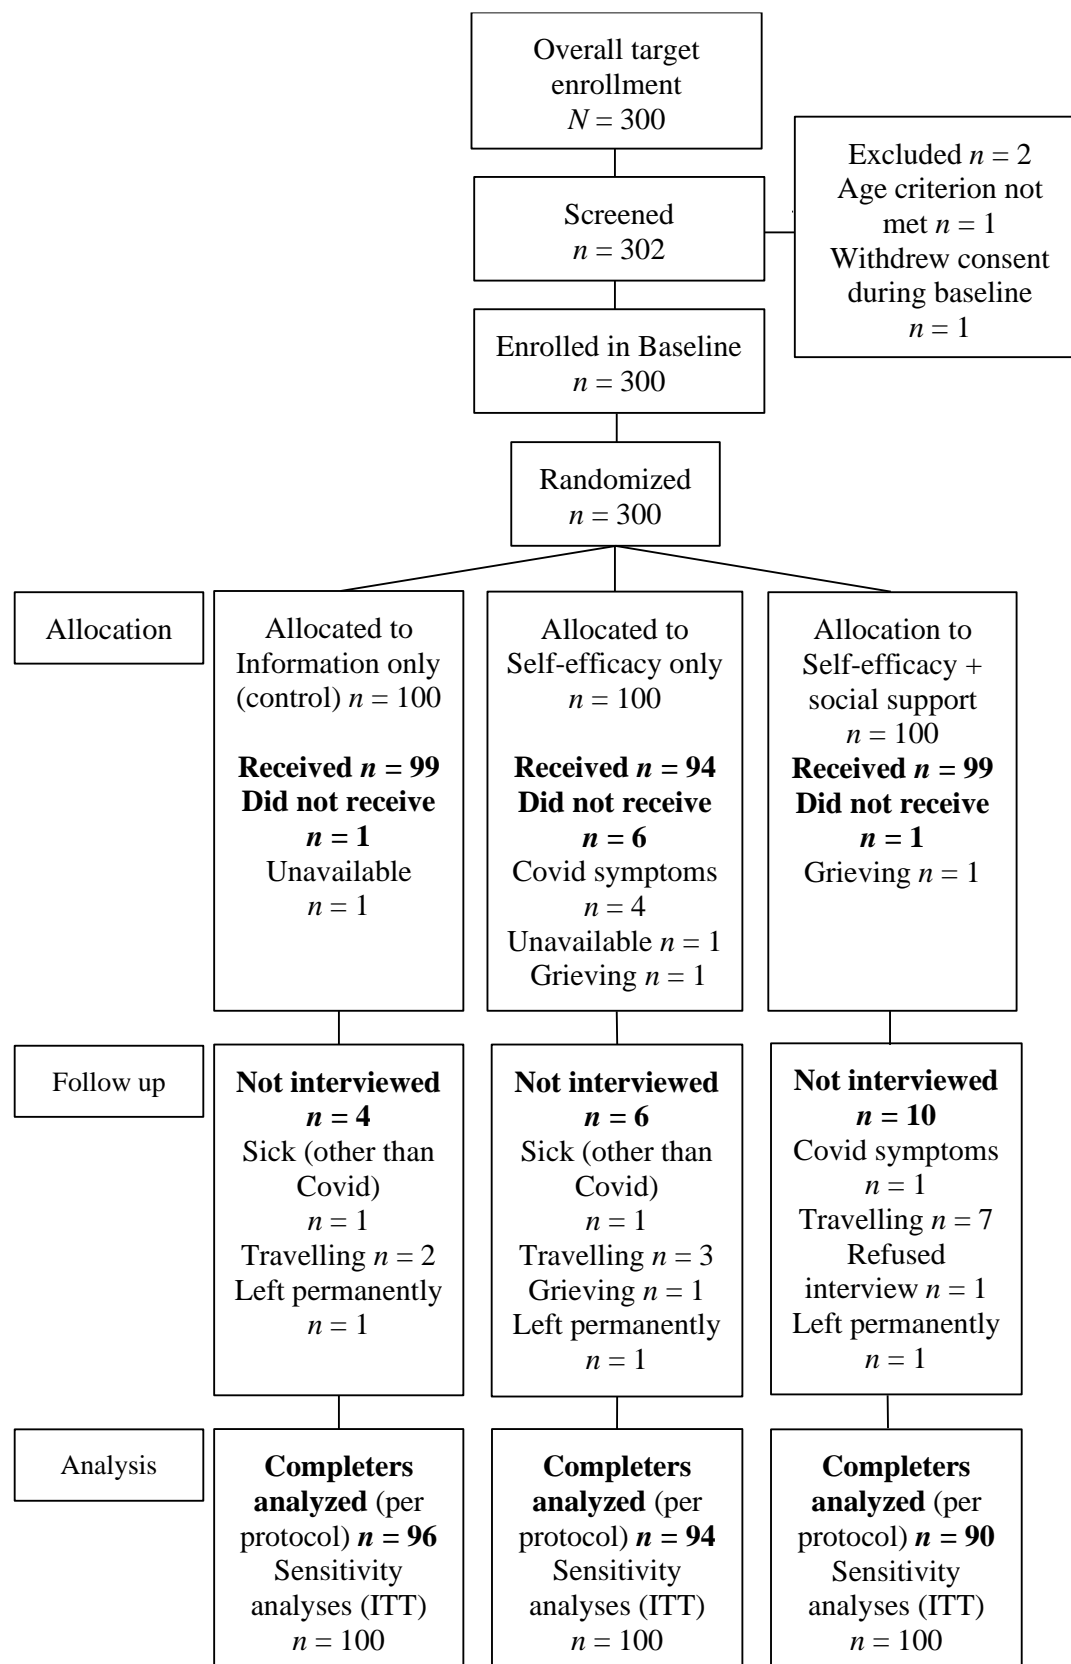 Overall target
enrollment
N = 300
Excluded n = 2
Age criterion not
met n = 1
Withdrew consent
during baseline
n = 1
Screened
n = 302
Enrolled in Baseline
n = 300
Randomized
n = 300
Allocation
Allocated to
Information only
(control) n = 100
Received n = 99
Did not receive
n = 1
Unavailable
n = 1
Allocated to
Self-efficacy only
n = 100
Received n = 94
Did not receive
n = 6
Covid symptoms
n = 4
Unavailable n = 1
Grieving n = 1
Allocation to
Self-efficacy +
social support
n = 100
Received n = 99
Did not receive
n = 1
Grieving n = 1
Follow up
Not interviewed
n = 4
Sick (other than
Covid)
n = 1
Travelling n = 2
Left permanently
n = 1
Not interviewed
n = 6
Sick (other than
Covid)
n = 1
Travelling n = 3
Grieving n = 1
Left permanently
n = 1
Not interviewed
n = 10
Covid symptoms
n = 1
Travelling n = 7
Refused
interview n = 1
Left permanently
n = 1
Analysis
Completers
analyzed (per
protocol) n = 96
Sensitivity
analyses (ITT)
n = 100
Completers
analyzed (per
protocol) n = 94
Sensitivity
analyses (ITT)
n = 100
Completers
analyzed (per
protocol) n = 90
Sensitivity
analyses (ITT)
n = 100